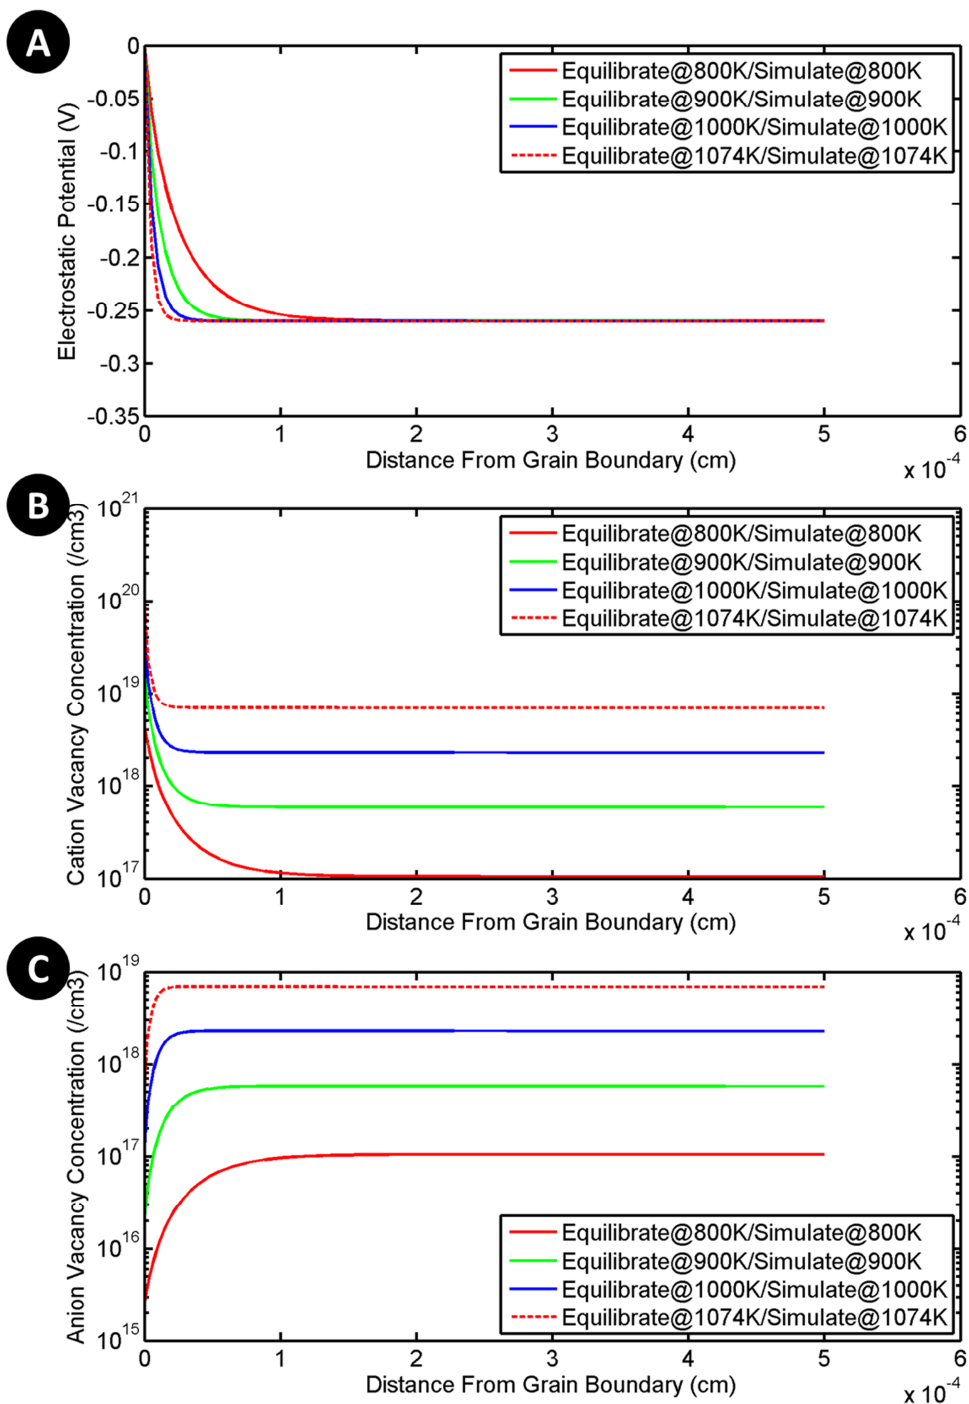 A
0
-0.05
-0.1
-0.15
-0.2
-0.25
-0.3
-0.35
Electrostatic Potential (V)
Equilibrate@800K/Simulate@800K
Equilibrate@900K/Simulate@900K
Equilibrate@1000K/Simulate@1000K
Equilibrate@1074K/Simulate@1074K
0 1 2 3 4 5 6
Distance From Grain Boundary (cm)
x 10^-4
B
10^21
10^20
10^19
10^18
10^17
Cation Vacancy Concentration (/cm3)
Equilibrate@800K/Simulate@800K
Equilibrate@900K/Simulate@900K
Equilibrate@1000K/Simulate@1000K
Equilibrate@1074K/Simulate@1074K
0 1 2 3 4 5 6
Distance From Grain Boundary (cm)
x 10^-4
C
10^19
10^18
10^17
10^16
10^15
Anion Vacancy Concentration (/cm3)
Equilibrate@800K/Simulate@800K
Equilibrate@900K/Simulate@900K
Equilibrate@1000K/Simulate@1000K
Equilibrate@1074K/Simulate@1074K
0 1 2 3 4 5 6
Distance From Grain Boundary (cm)
x 10^-4